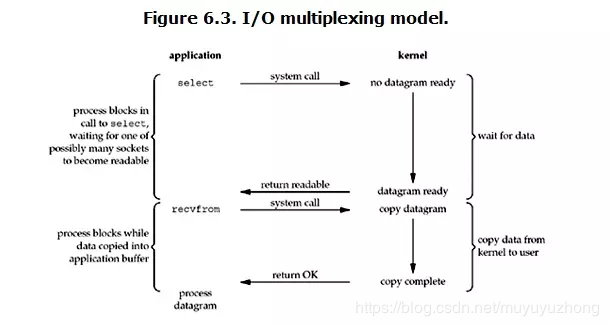 Figure 6.3. I/O multiplexing model.
application
kernel
select
system call
no datagram ready
process blocks in
call to select,
waiting for one of
possibly many sockets
to become readable
wait for data
return readable
datagram ready
recvfrom
system call
copy datagram
process blocks while
data copied into
application buffer
copy data from
kernel to user
return OK
copy complete
process
datagram
https://blog.csdn.net/muyuyuzhong